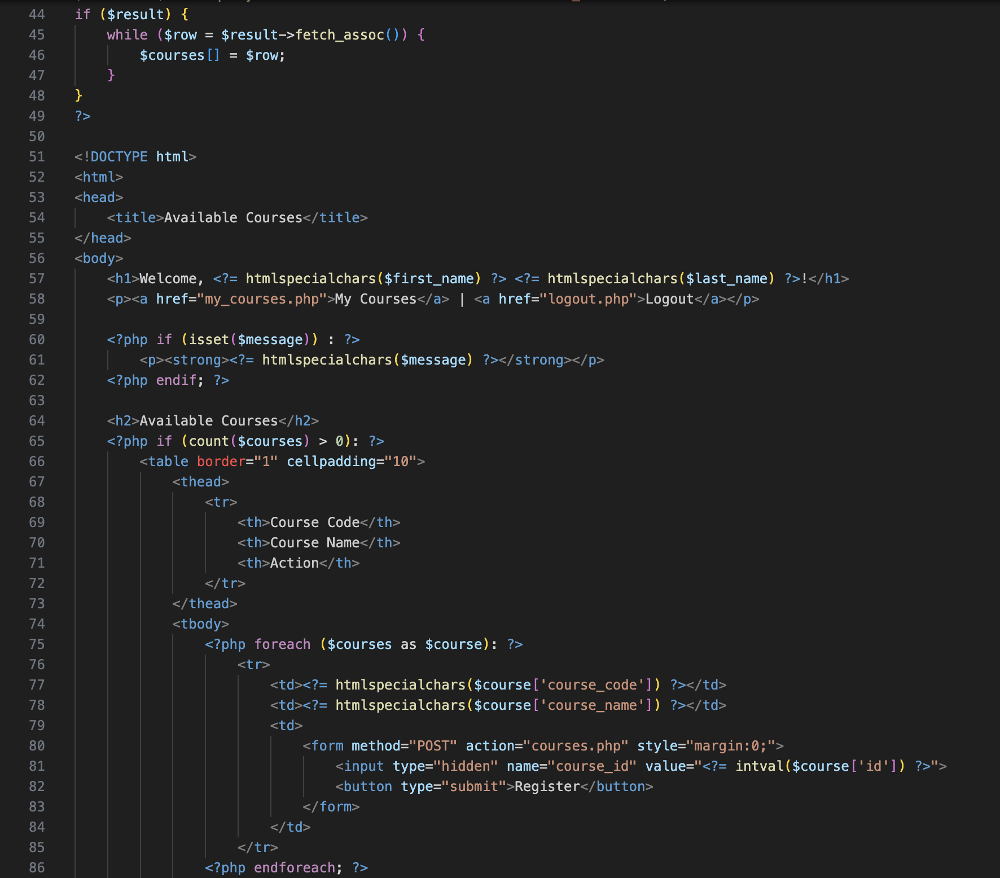 44 if ($result) {
45 while ($row = $result->fetch_assoc()) {
46 $courses[] = $row;
47 }
48 }
49 ?>
50
51 <!DOCTYPE html>
52 <html>
53 <head>
54 <title>Available Courses</title>
55 </head>
56 <body>
57 <h1>Welcome, <?= htmlspecialchars($first_name) ?> <?= htmlspecialchars($last_name) ?>!</h1>
58 <p><a href="my_courses.php">My Courses</a> | <a href="logout.php">Logout</a></p>
59
60 <?php if (isset($message)) : ?>
61 <p><strong><?= htmlspecialchars($message) ?></strong></p>
62 <?php endif; ?>
63
64 <h2>Available Courses</h2>
65 <?php if (count($courses) > 0): ?>
66 <table border="1" cellpadding="10">
67 <thead>
68 <tr>
69 <th>Course Code</th>
70 <th>Course Name</th>
71 <th>Action</th>
72 </tr>
73 </thead>
74 <tbody>
75 <?php foreach ($courses as $course): ?>
76 <tr>
77 <td><?= htmlspecialchars($course['course_code']) ?></td>
78 <td><?= htmlspecialchars($course['course_name']) ?></td>
79 <td>
80 <form method="POST" action="courses.php" style="margin:0;">
81 <input type="hidden" name="course_id" value="<?= intval($course['id']) ?>">
82 <button type="submit">Register</button>
83 </form>
84 </td>
85 </tr>
86 <?php endforeach; ?>